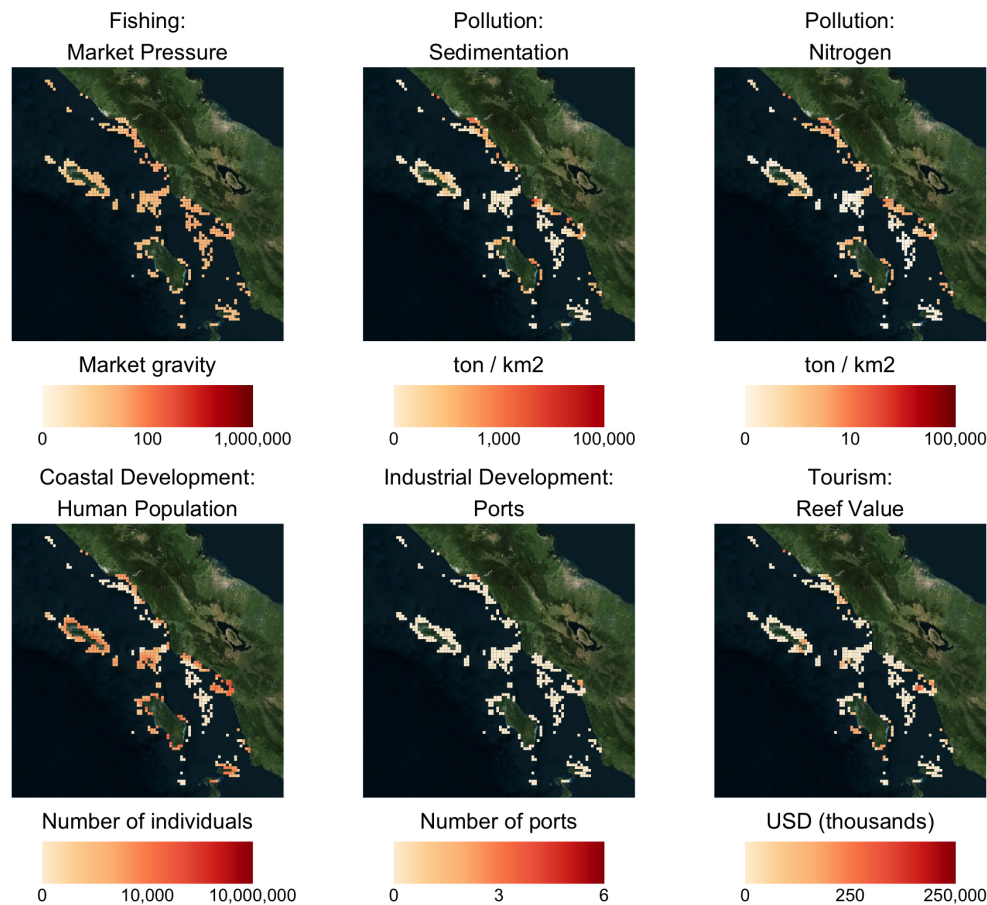 Fishing:
Market Pressure
Pollution:
Sedimentation
Pollution:
Nitrogen
Market gravity
0 100 1,000,000
ton / km2
0 1,000 100,000
ton / km2
0 10 100,000
Coastal Development:
Human Population
Industrial Development:
Ports
Tourism:
Reef Value
Number of individuals
0 10,000 10,000,000
Number of ports
0 3 6
USD (thousands)
0 250 250,000